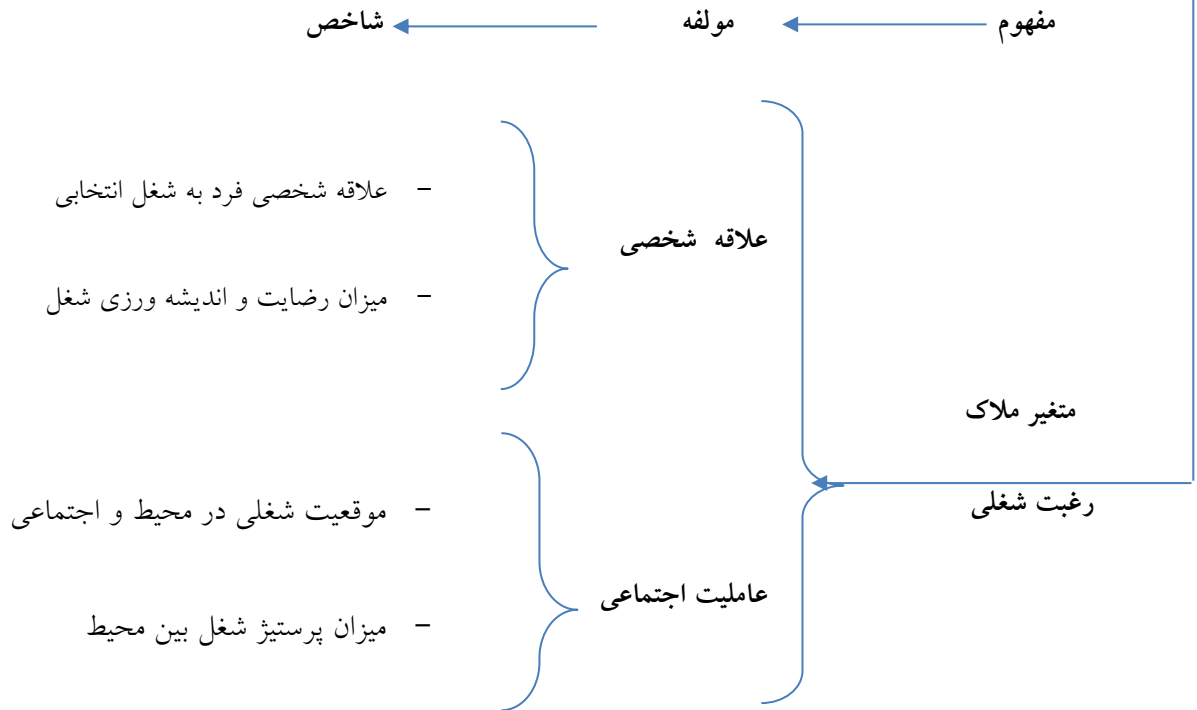 مفهوم مولفه شاخص
- علاقه شخصی فرد به شغل انتخابی
علاقه شخصی
- میزان رضایت و اندیشه ورزی شغل
متغیر ملاک
رغبت شغلی
- موقعیت شغلی در محیط و اجتماعی
عاملیت اجتماعی
- میزان پرستیژ شغل بین محیط